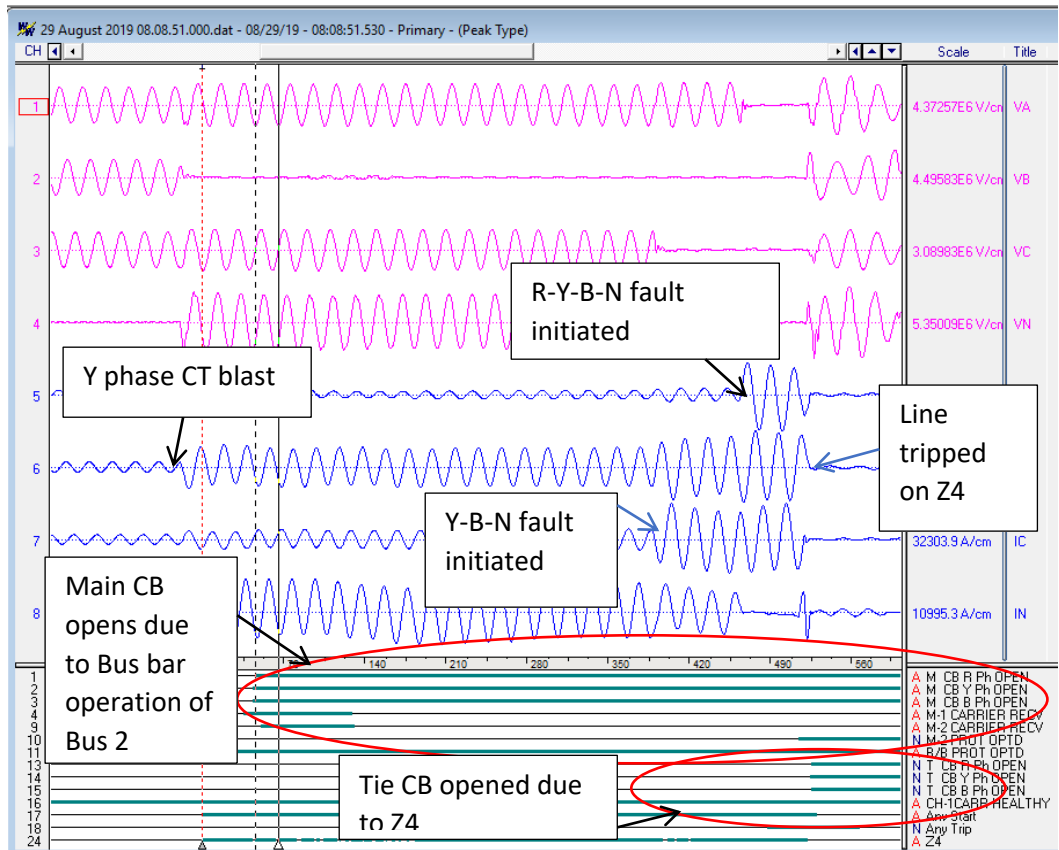 29 August 2019 08.08.51.000.dat - 08/29/19 - 08:08:51.530 - Primary - (Peak Type)
CH Scale Title
1 4.37257E6 V/cn VA
2 4.49583E6 V/cn VB
3 3.08983E6 V/cn VC
R-Y-B-N fault
initiated
4 5.35009E6 V/cn VN
Y phase CT blast
5
Line
tripped
on Z4
6
Y-B-N fault
initiated
7 32303.9 A/cm IC
Main CB
opens due
to Bus bar
operation of
Bus 2
8 10995.3 A/cm IN
140 210 280 350 420 490 560
1 A M CB R Ph OPEN
2 A M CB Y Ph OPEN
3 A M CB B Ph OPEN
4 A M-1 CARRIER RECV
9 A M-2 CARRIER RECV
10 N M-2 PROT OPTD
11 A B/B PROT OPTD
13 N T CB R Ph OPEN
14 N T CB Y Ph OPEN
15 N T CB B Ph OPEN
16 A CH-1CARR HEALTHY
17 A Any Start
18 N Any Trip
24 A Z4
Tie CB opened due
to Z4